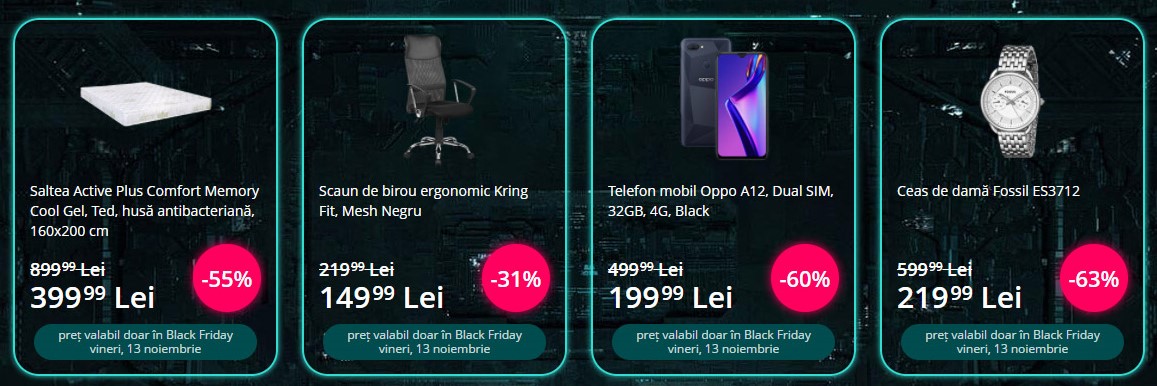 Saltea Active Plus Comfort Memory
Cool Gel, Ted, husă antibacteriană,
160x200 cm
899⁹⁹ Lei
399⁹⁹ Lei
-55%
preț valabil doar în Black Friday
vineri, 13 noiembrie
Scaun de birou ergonomic Kring
Fit, Mesh Negru
219⁹⁹ Lei
149⁹⁹ Lei
-31%
preț valabil doar în Black Friday
vineri, 13 noiembrie
oppo
Telefon mobil Oppo A12, Dual SIM,
32GB, 4G, Black
499⁹⁹ Lei
199⁹⁹ Lei
-60%
preț valabil doar în Black Friday
vineri, 13 noiembrie
FOSSIL
Ceas de damă Fossil ES3712
599⁹⁹ Lei
219⁹⁹ Lei
-63%
preț valabil doar în Black Friday
vineri, 13 noiembrie